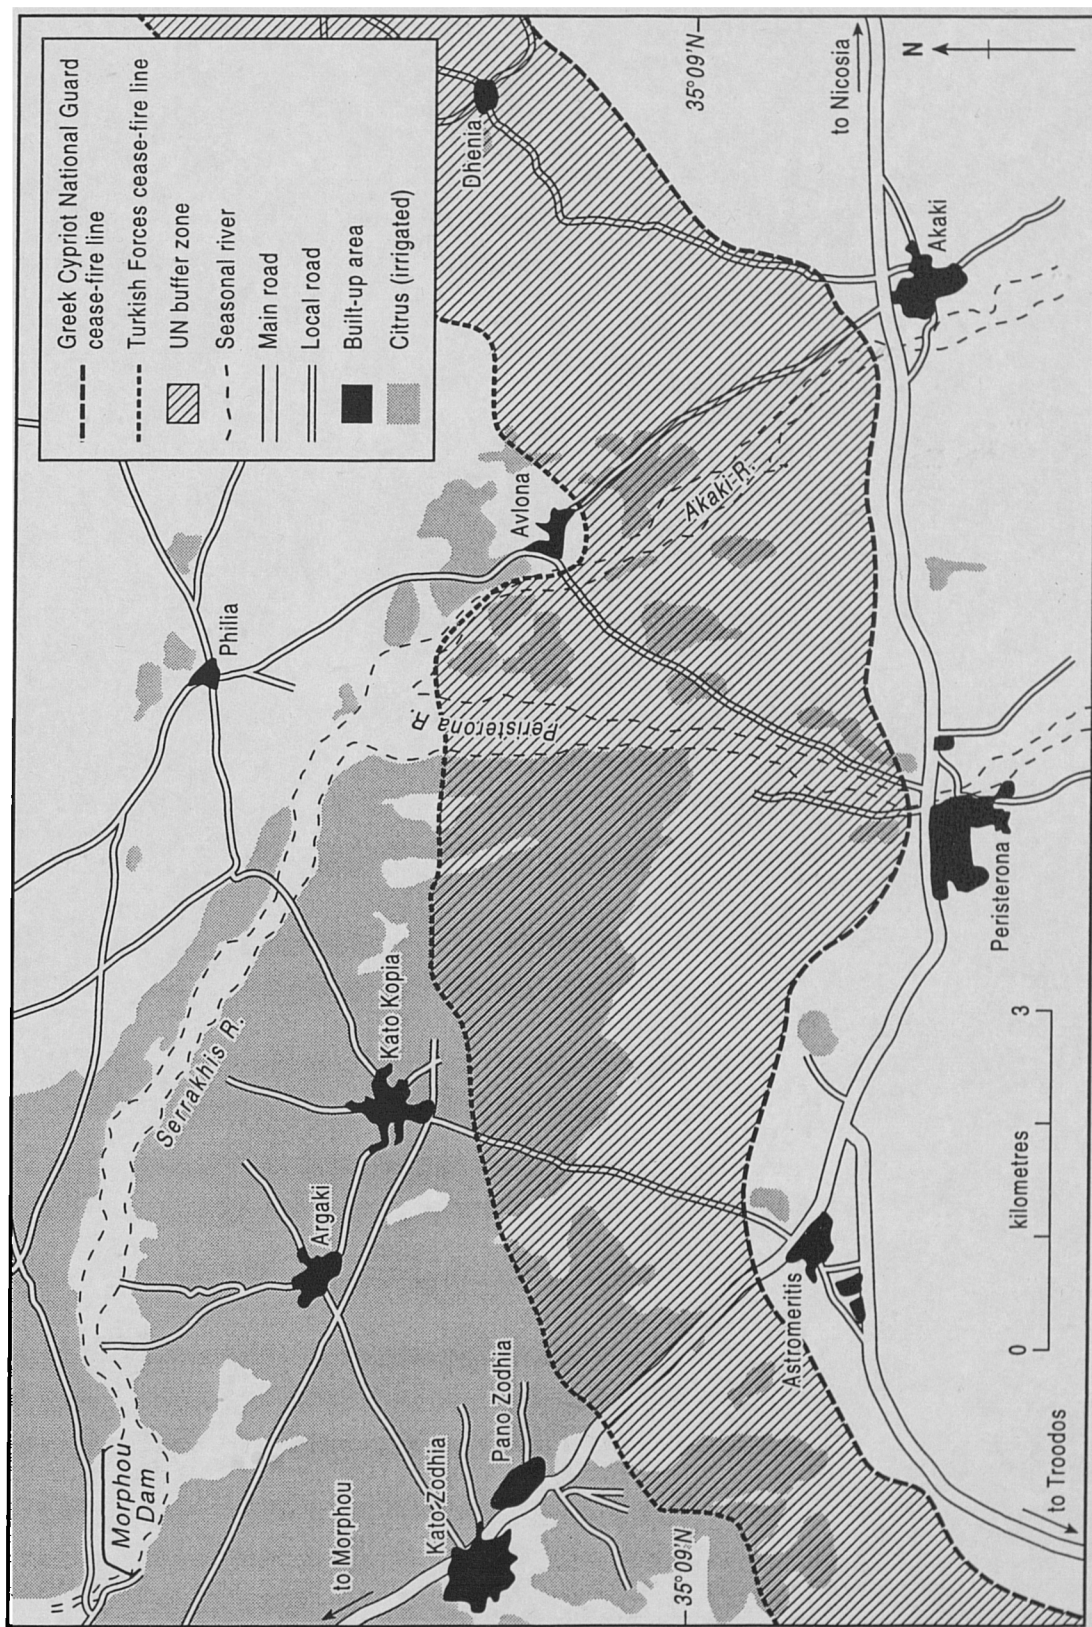 Greek Cypriot National Guard
cease-fire line
Turkish Forces cease-fire line
UN buffer zone
Seasonal river
Main road
Local road
Built-up area
Citrus (irrigated)
Morphou
Dam
Serrakhis R.
Philia
Argaki
Kato Kopia
to Morphou
Kato Zodhia
Pano Zodhia
Peristerona R.
Avlona
Dhenia
35°09'N
35°09'N
Akaki R.
Astromeritis
to Nicosia
Akaki
N
Peristerona
to Troodos
0
kilometres
3